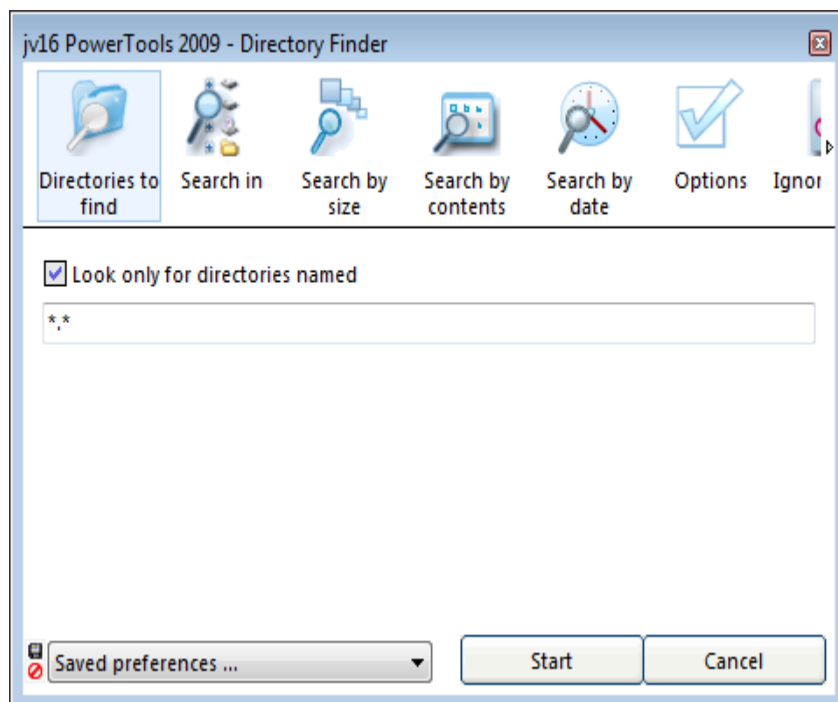 jv16 PowerTools 2009 - Directory Finder
Directories to find
Search in
Search by size
Search by contents
Search by date
Options
Ignor
Look only for directories named
*.*
Saved preferences ...
Start
Cancel